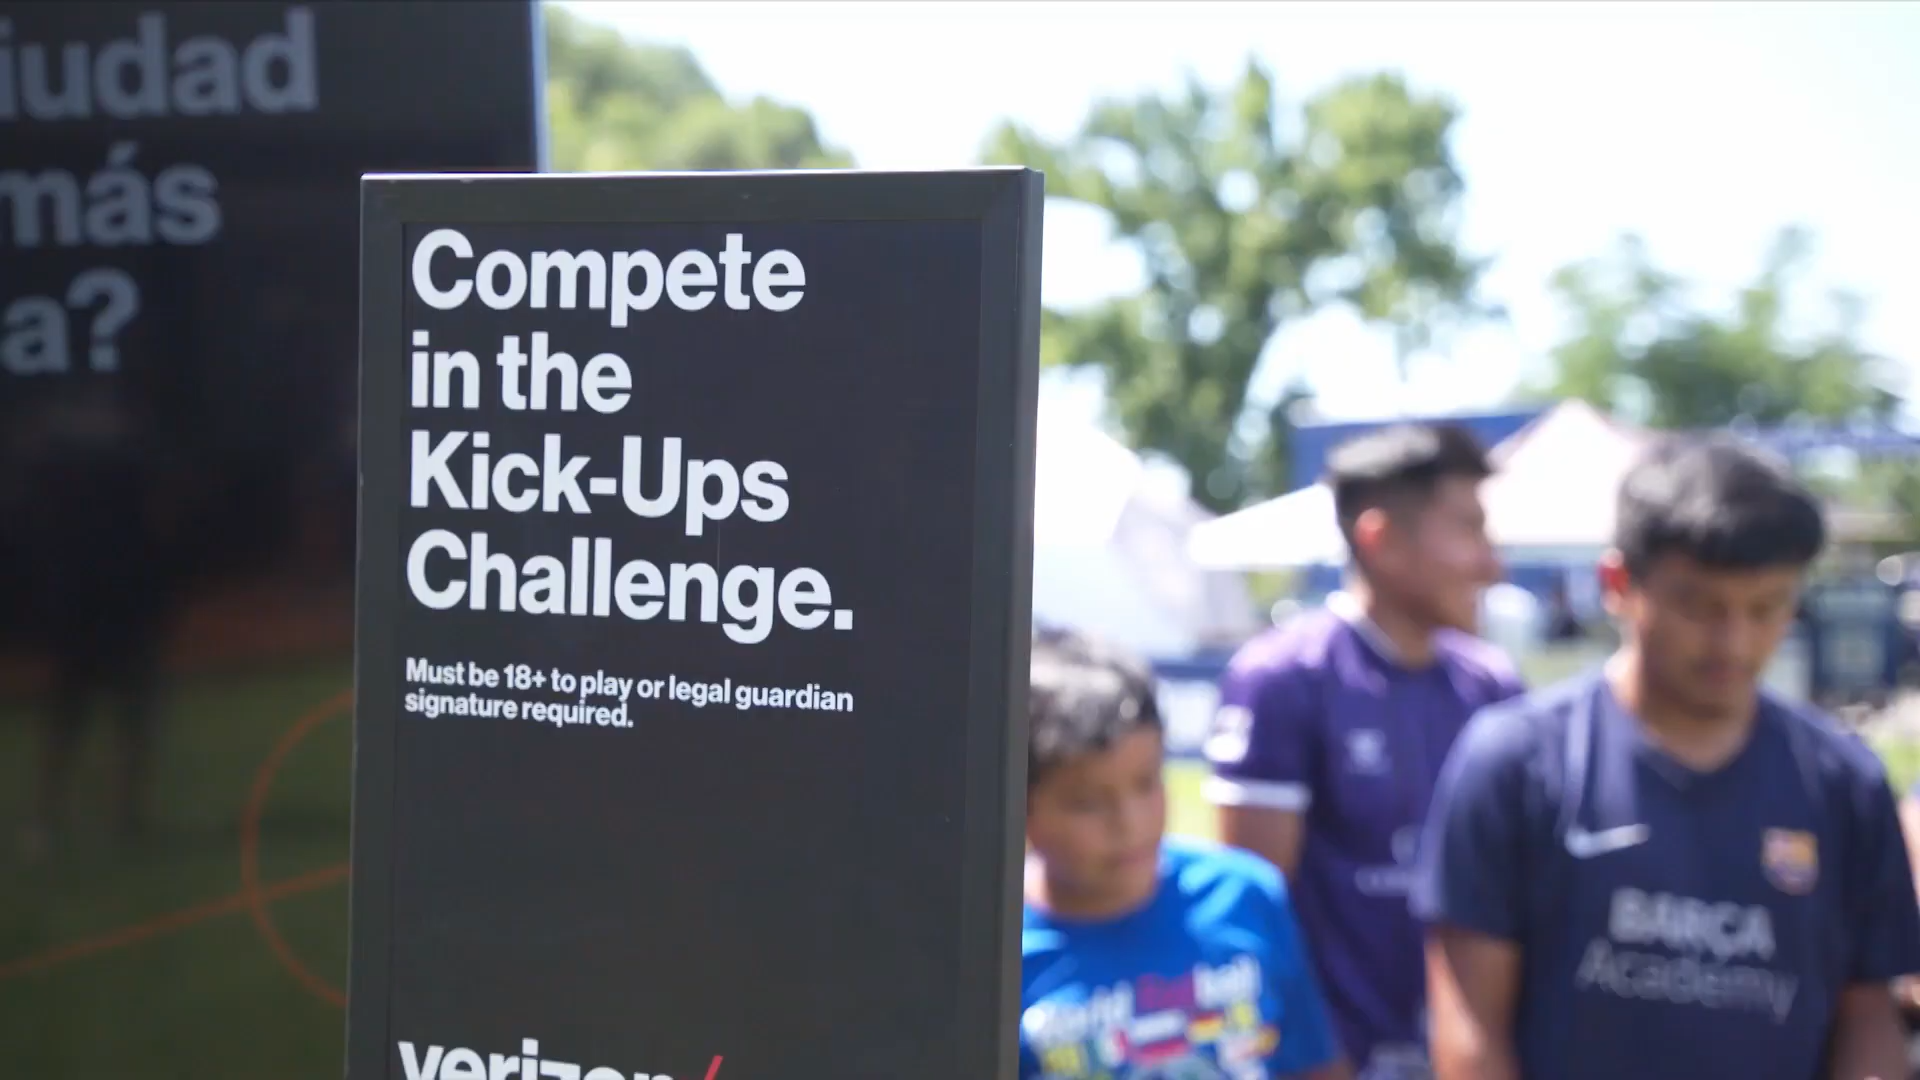 iudad
más
a?
Compete
in the
Kick-Ups
Challenge.
Must be 18+ to play or legal guardian
signature required.
verizon
BARÇA
Academy
World